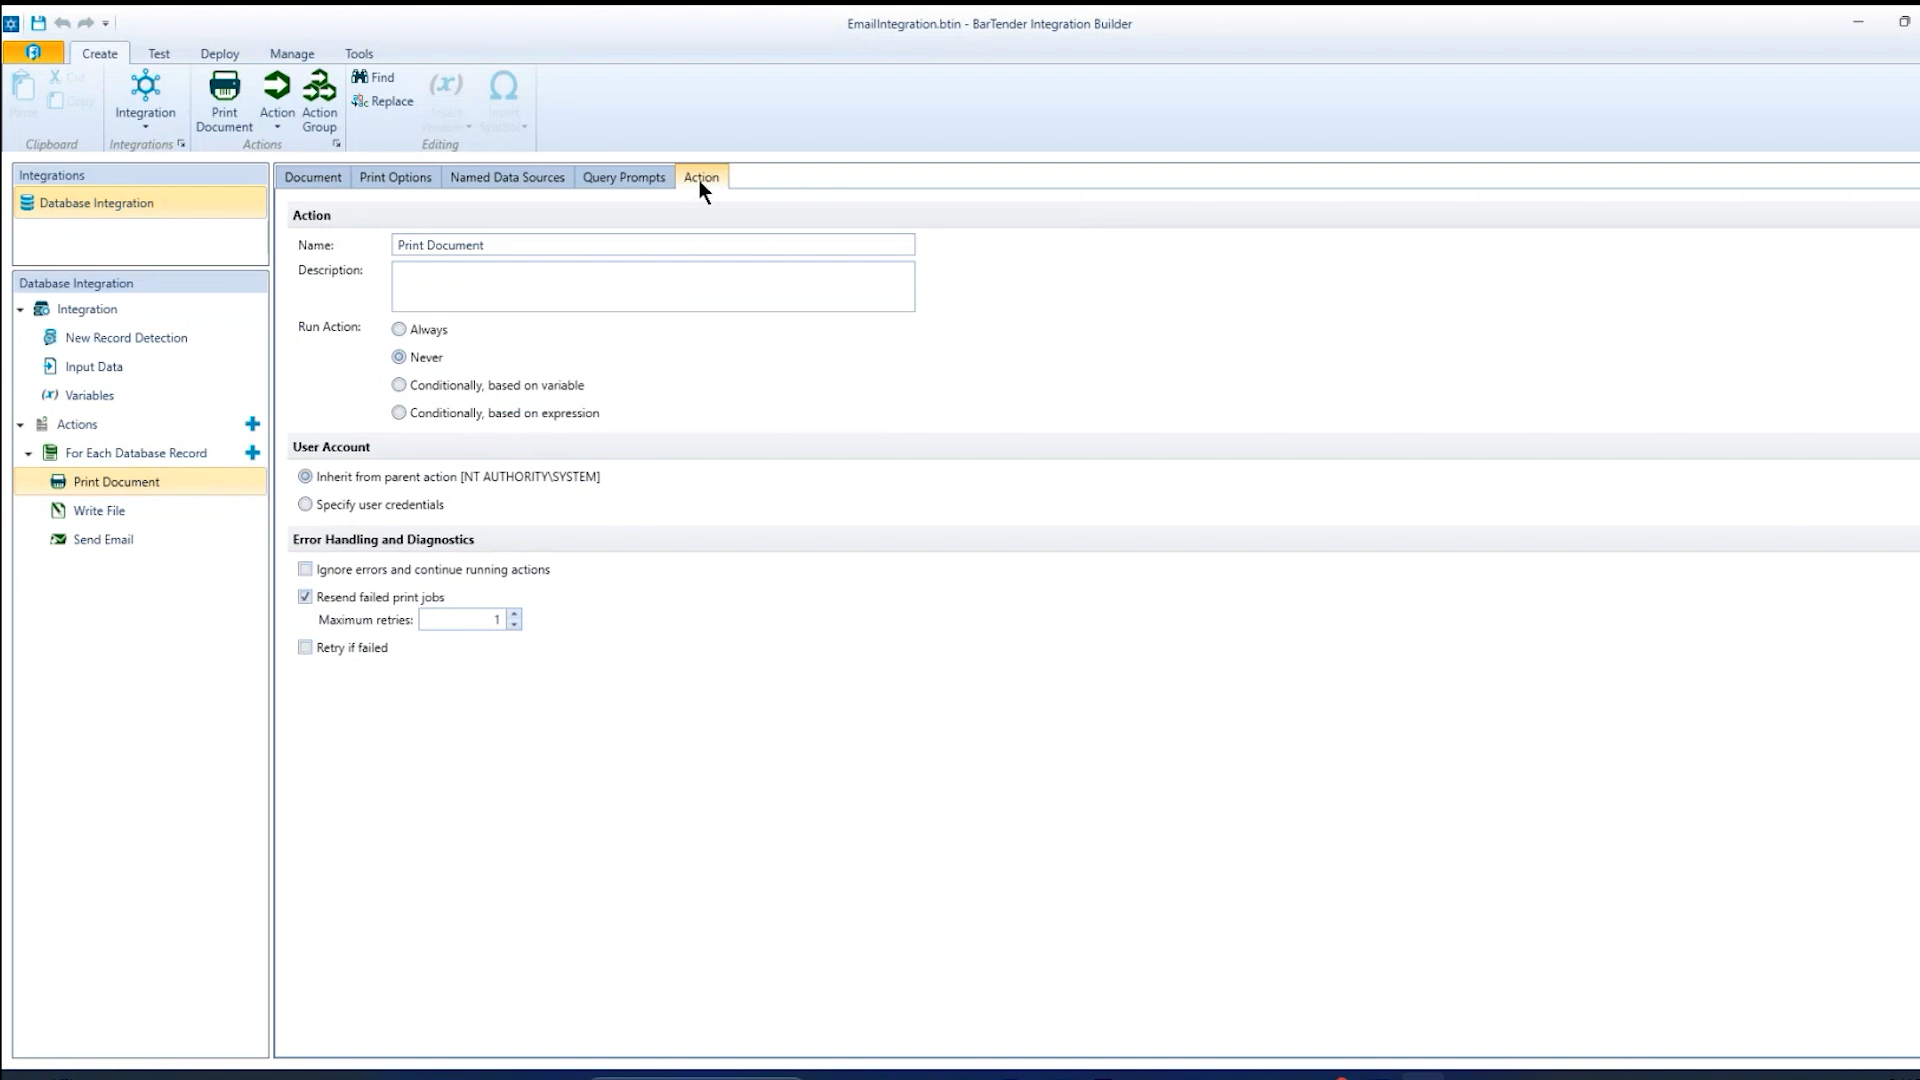 EmailIntegration.btin - BarTender Integration Builder
Create Test Deploy Manage Tools
Cut
Copy
Paste
Integration
Print Document
Action
Action Group
Find
Replace
Insert
Insert
Clipboard Integrations Actions Editing
Integrations
Database Integration
Database Integration
Integration
New Record Detection
Input Data
(x) Variables
Actions
For Each Database Record
Print Document
Write File
Send Email
Document Print Options Named Data Sources Query Prompts Action
Action
Name: Print Document
Description:
Run Action: Always
Never
Conditionally, based on variable
Conditionally, based on expression
User Account
Inherit from parent action [NT AUTHORITY\SYSTEM]
Specify user credentials
Error Handling and Diagnostics
Ignore errors and continue running actions
Resend failed print jobs
Maximum retries: 1
Retry if failed